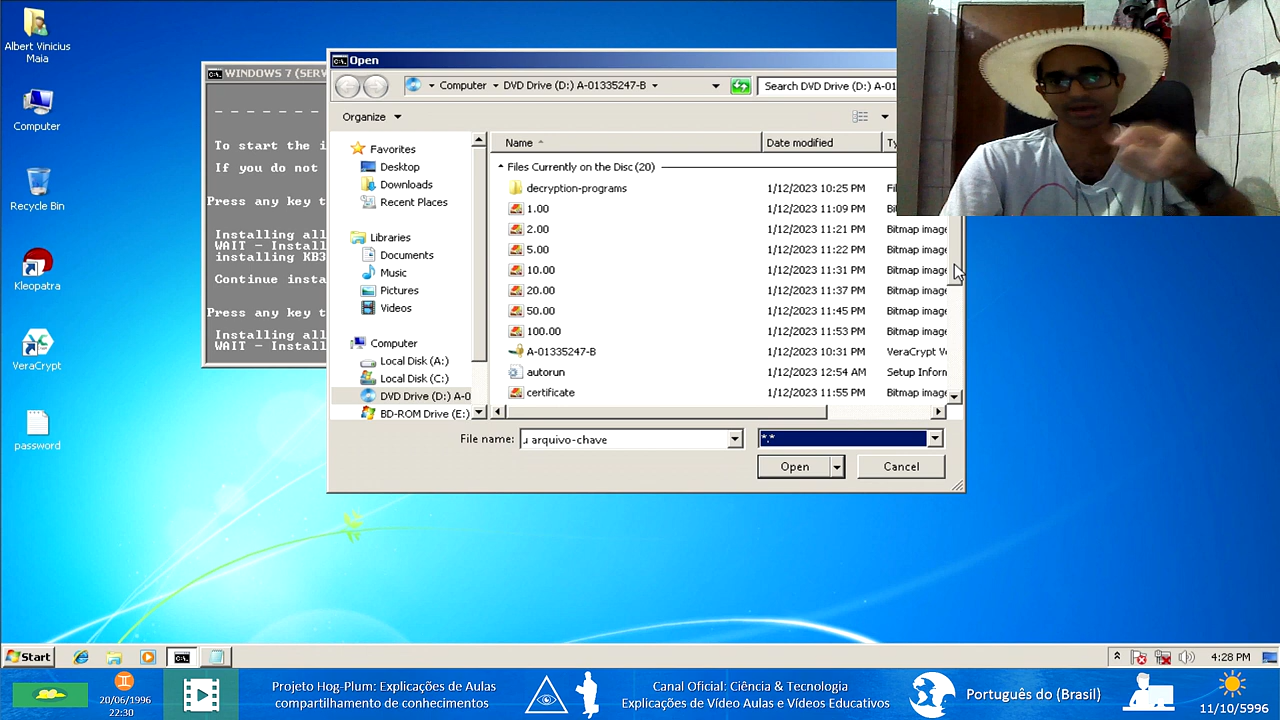 Albert Vinicius
Maia
Computer
Recycle Bin
Kleopatra
VeraCrypt
password
WINDOWS 7 (SERV
- - - - - - -
To start the i
If you do not
Press any key t
Installing all
WAIT - Install
installing KB3
Continue insta
Press any key t
Installing all
WAIT - Install
Open
Computer
DVD Drive (D:) A-01335247-B
Search DVD Drive (D:) A-01
Organize
Favorites
Desktop
Downloads
Recent Places
Libraries
Documents
Music
Pictures
Videos
Computer
Local Disk (A:)
Local Disk (C:)
DVD Drive (D:) A-0
BD-ROM Drive (E:)
Name Date modified Ty
Files Currently on the Disc (20)
decryption-programs 1/12/2023 10:25 PM Fi
1.00 1/12/2023 11:09 PM Bitmap image
2.00 1/12/2023 11:21 PM Bitmap image
5.00 1/12/2023 11:22 PM Bitmap image
10.00 1/12/2023 11:31 PM Bitmap image
20.00 1/12/2023 11:37 PM Bitmap image
50.00 1/12/2023 11:45 PM Bitmap image
100.00 1/12/2023 11:53 PM Bitmap image
A-01335247-B 1/12/2023 10:31 PM VeraCrypt V
autorun 1/12/2023 12:54 AM Setup Inform
certificate 1/12/2023 11:55 PM Bitmap image
File name: u arquivo-chave *.*
Open Cancel
Start 4:28 PM
20/06/1996
22:30
Projeto Hog-Plum: Explicações de Aulas
compartilhamento de conhecimentos
Canal Oficial: Ciência & Tecnologia
Explicações de Vídeo Aulas e Vídeos Educativos
Português do (Brasil)
11/10/5996